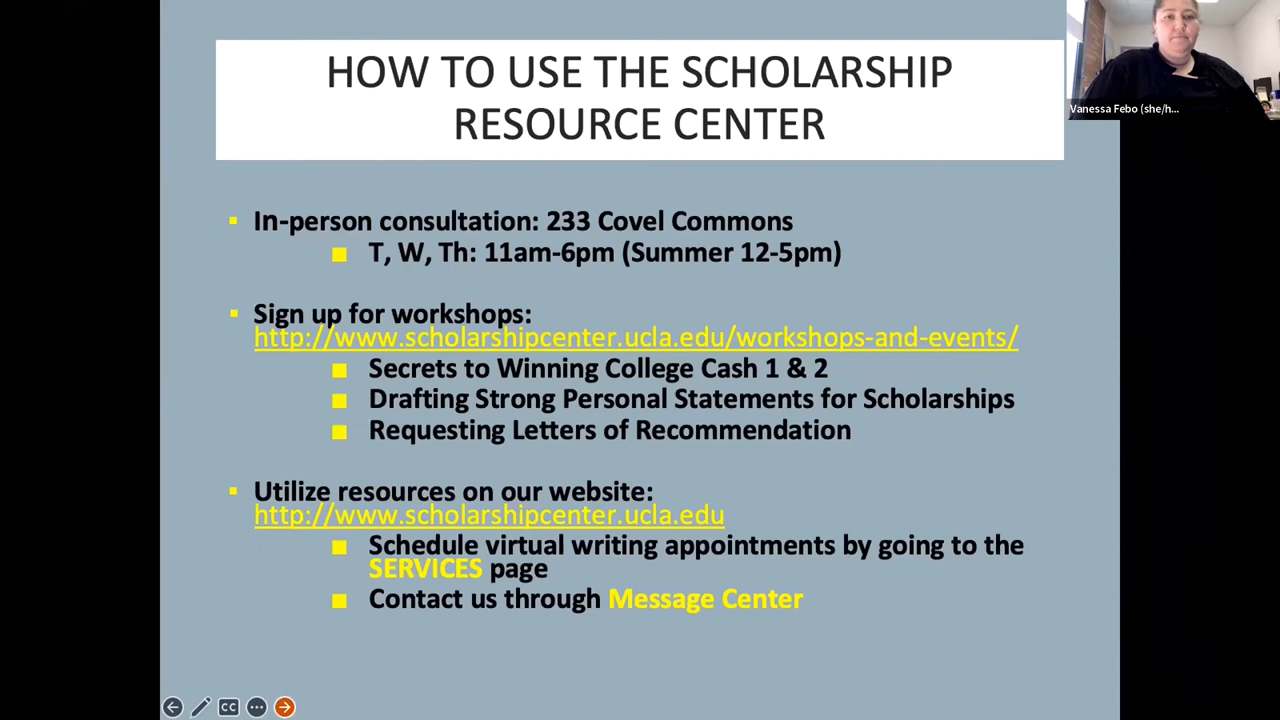 HOW TO USE THE SCHOLARSHIP
RESOURCE CENTER
Vanessa Febo (she/h...
In-person consultation: 233 Covel Commons
T, W, Th: 11am-6pm (Summer 12-5pm)
Sign up for workshops:
http://www.scholarshipcenter.ucla.edu/workshops-and-events/
Secrets to Winning College Cash 1 & 2
Drafting Strong Personal Statements for Scholarships
Requesting Letters of Recommendation
Utilize resources on our website:
http://www.scholarshipcenter.ucla.edu
Schedule virtual writing appointments by going to the
SERVICES page
Contact us through Message Center
CC